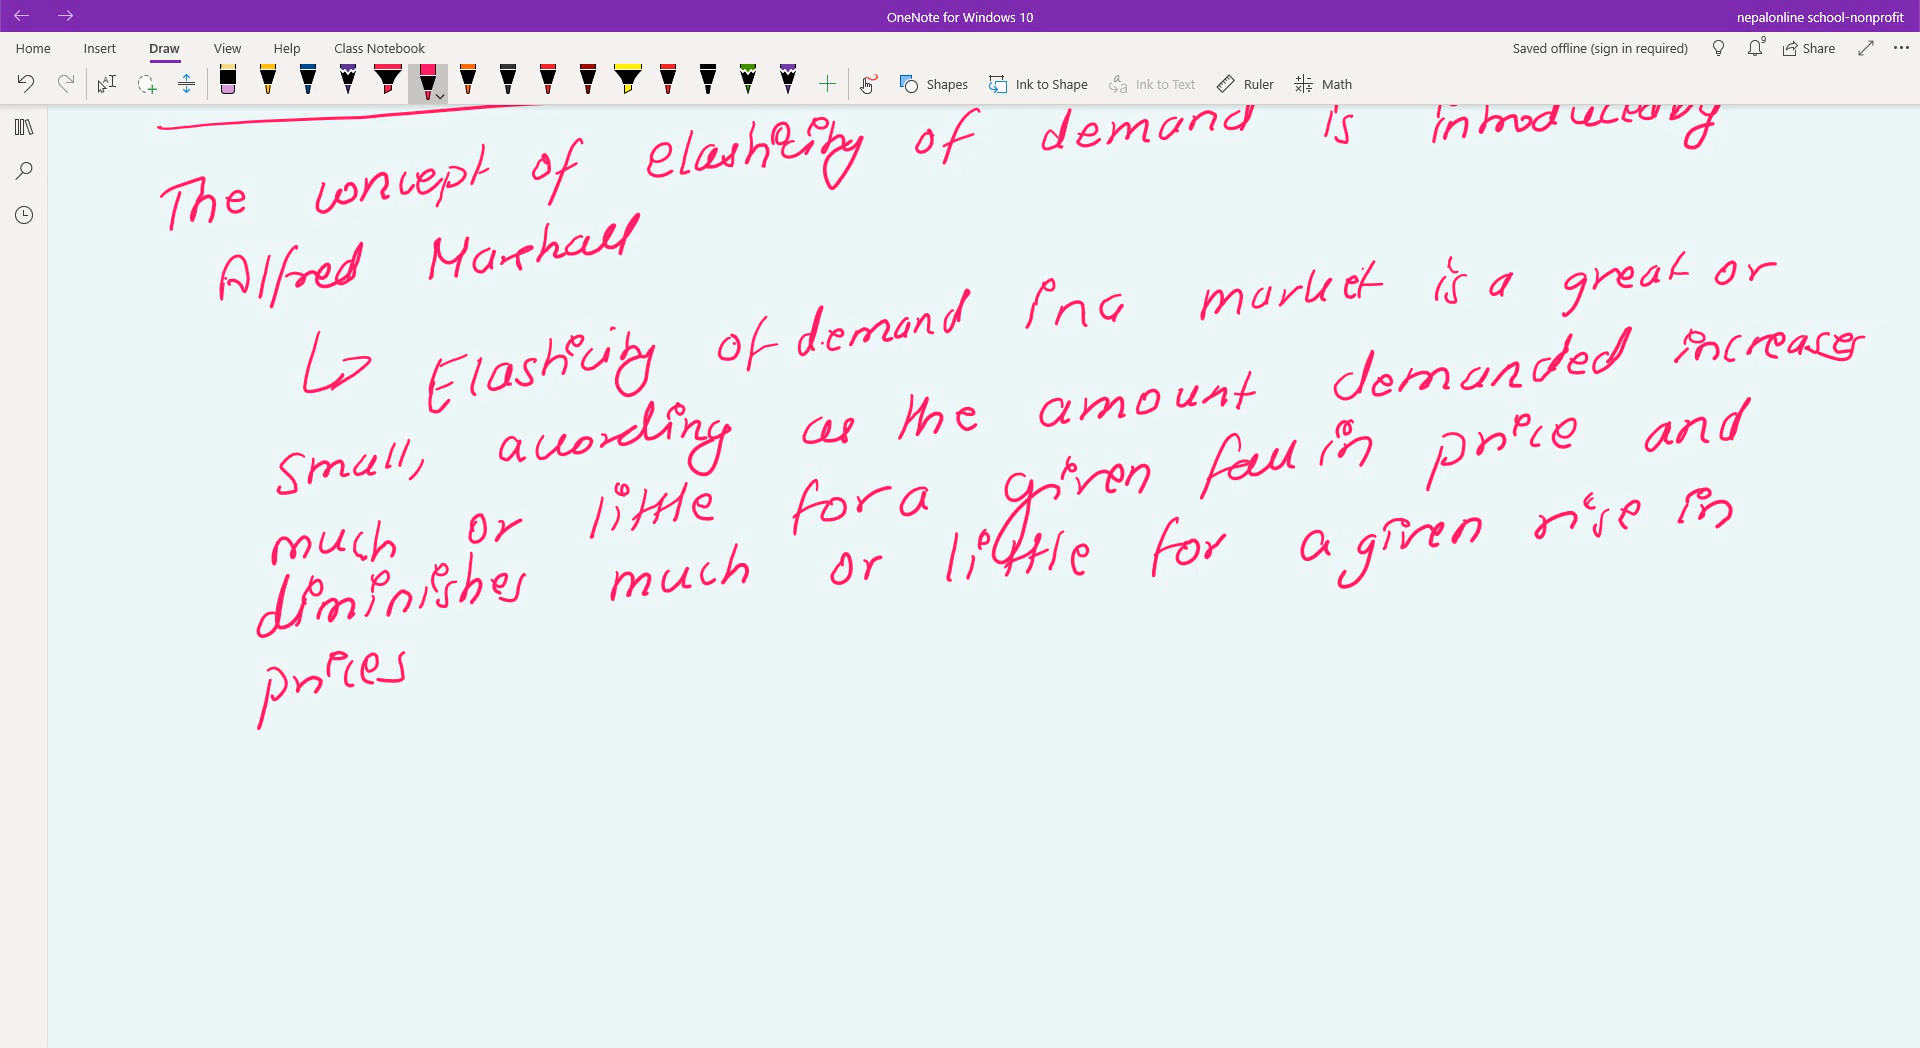 OneNote for Windows 10
nepalonline school-nonprofit
Home Insert Draw View Help Class Notebook
Saved offline (sign in required)
9
Share
Shapes Ink to Shape Ink to Text Ruler Math
The concept of elasticity of demand is introduced by
Alfred Marshall
Elasticity of demand in a market is a great or
small, according as the amount demanded increases
much or little for a given fall in price and
diminishes much or little for a given rise in
prices